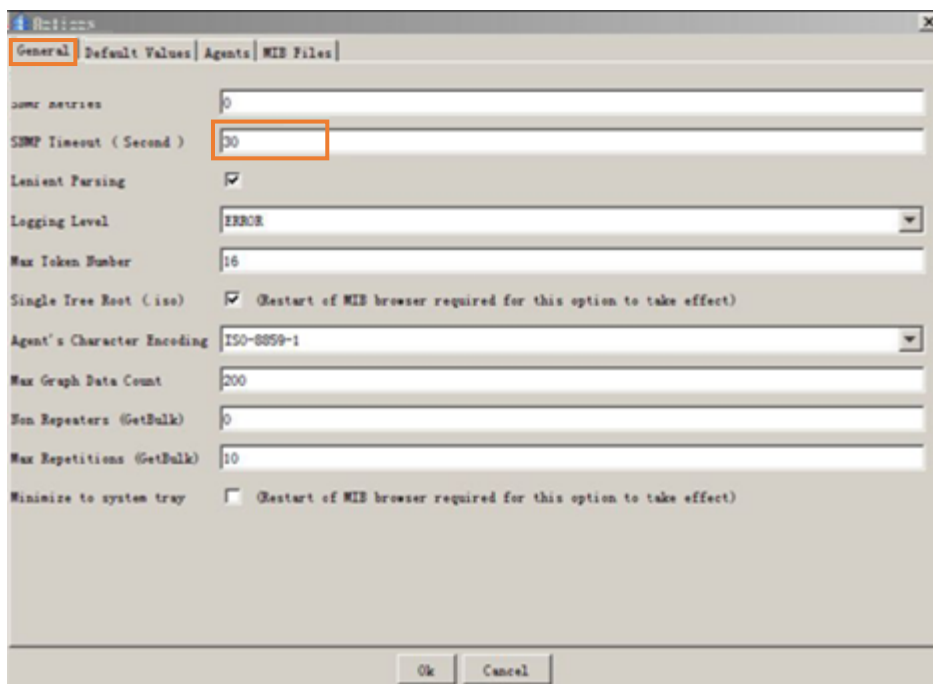 Options
General Default Values Agents MIB Files
SNMP Retries 0
SNMP Timeout ( Second ) 30
Lenient Parsing
Logging Level ERROR
Max Token Number 16
Single Tree Root (.iso) (Restart of MIB browser required for this option to take effect)
Agent's Character Encoding ISO-8859-1
Max Graph Data Count 200
Non Repeaters (GetBulk) 0
Max Repetitions (GetBulk) 10
Minimize to system tray (Restart of MIB browser required for this option to take effect)
Ok Cancel